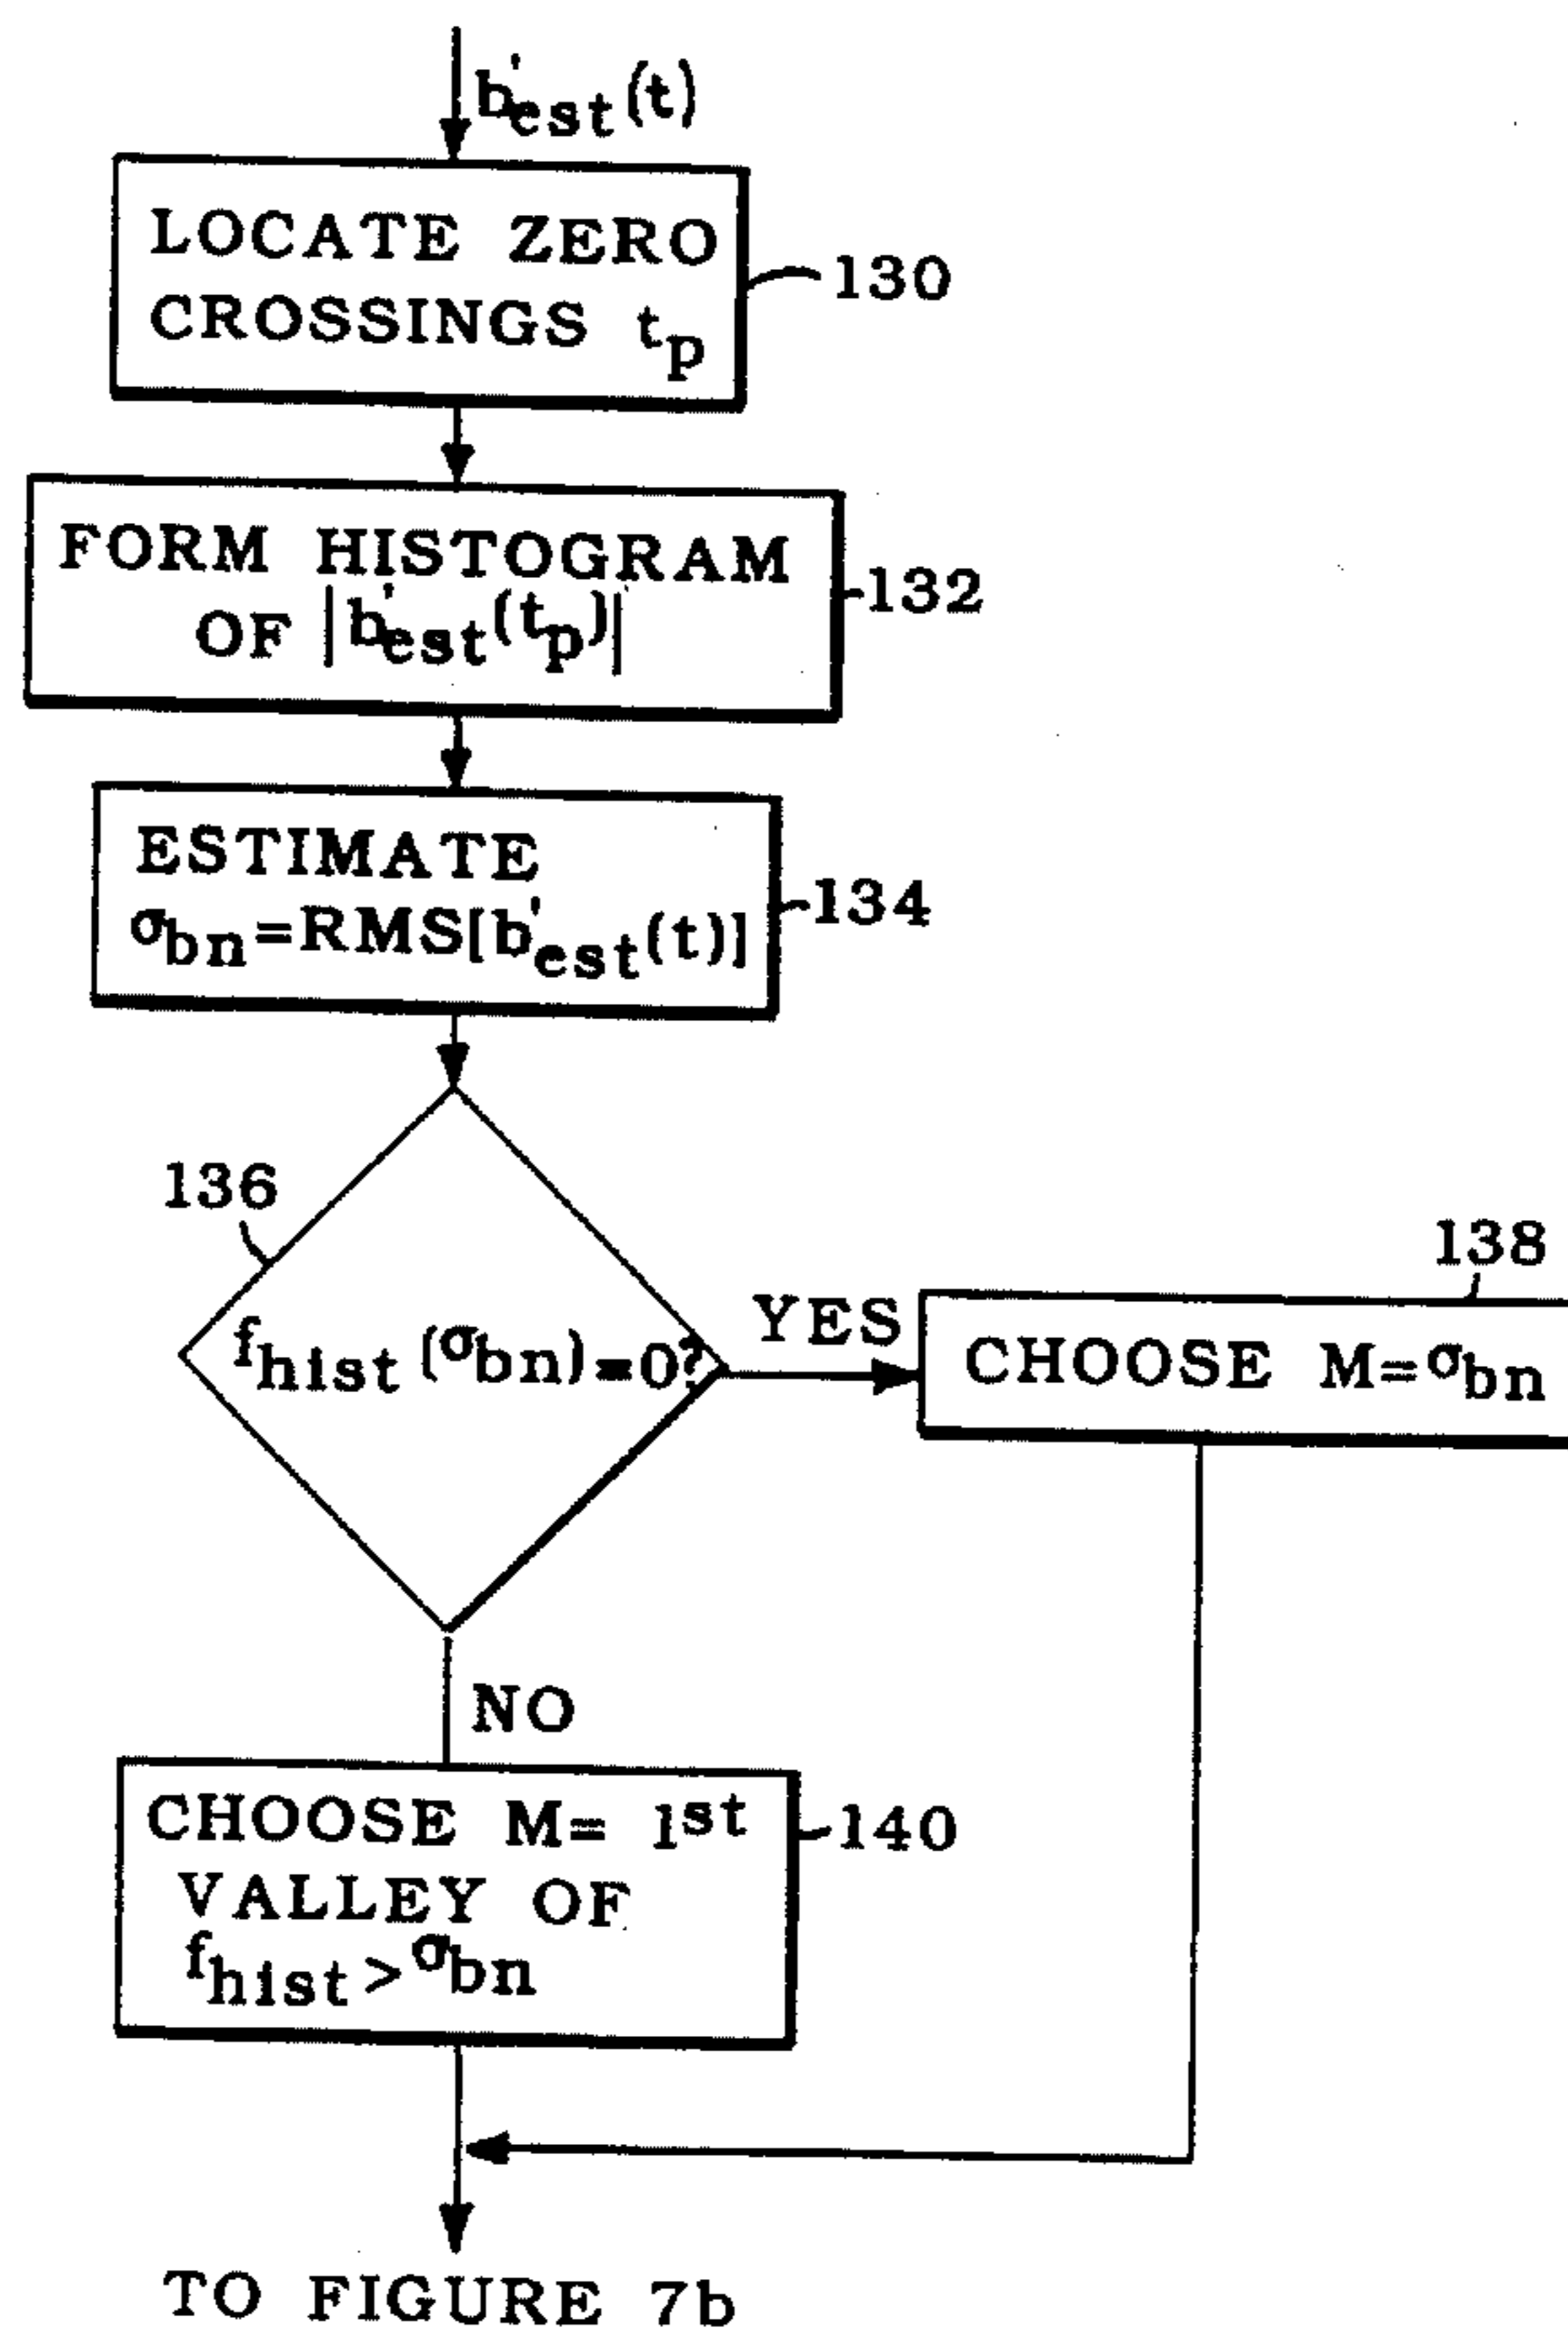 b'est(t)
LOCATE ZERO
CROSSINGS tp
130
FORM HISTOGRAM
OF |b'est(tp)|
132
ESTIMATE
σbn=RMS[b'est(t)]
134
136
fhist(σbn)=0?
YES
138
CHOOSE M=σbn
NO
CHOOSE M= 1st
VALLEY OF
fhist>σbn
140
TO FIGURE 7b